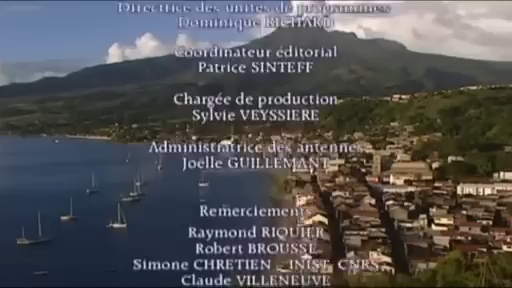 Directrice des unités de programmes
Dominique RICHARD
Coordinateur éditorial
Patrice SINTEFF
Chargée de production
Sylvie VEYSSIERE
Administratrice des antennes
Joelle GUILLEMANT
Remerciement
Raymond RIQUIER
Robert BROUSSE
Simone CHRETIEN - INIST CNRS
Claude VILLENEUVE